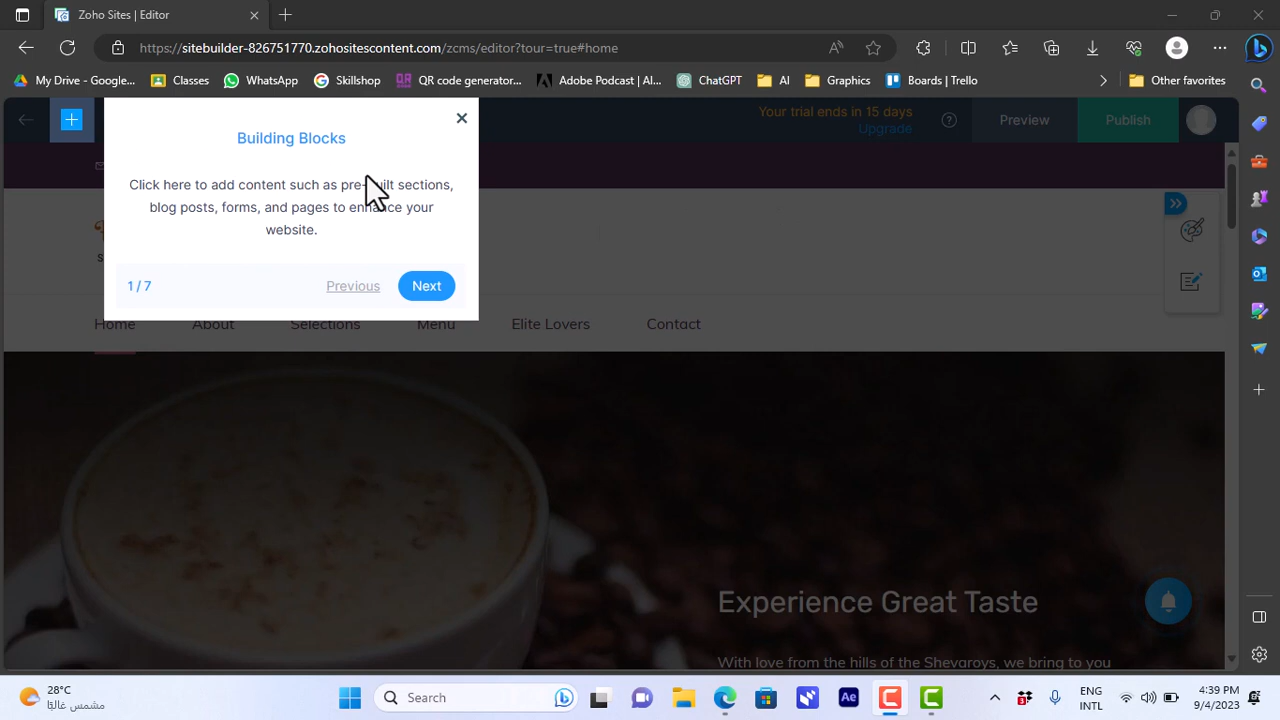 Zoho Sites | Editor
https://sitebuilder-826751770.zohositescontent.com/zcms/editor?tour=true#home
My Drive - Google...
Classes
WhatsApp
Skillshop
QR code generator...
Adobe Podcast | AI...
ChatGPT
AI
Graphics
Boards | Trello
Other favorites
Your trial ends in 15 days
Upgrade
Preview
Publish
Building Blocks
Click here to add content such as pre-built sections,
blog posts, forms, and pages to enhance your
website.
1 / 7
Previous
Next
Home
About
Selections
Menu
Elite Lovers
Contact
Experience Great Taste
With love from the hills of the Shevaroys, we bring to you
28°C
مشمس غالبًا
Search
Ae
ENG
INTL
4:39 PM
9/4/2023